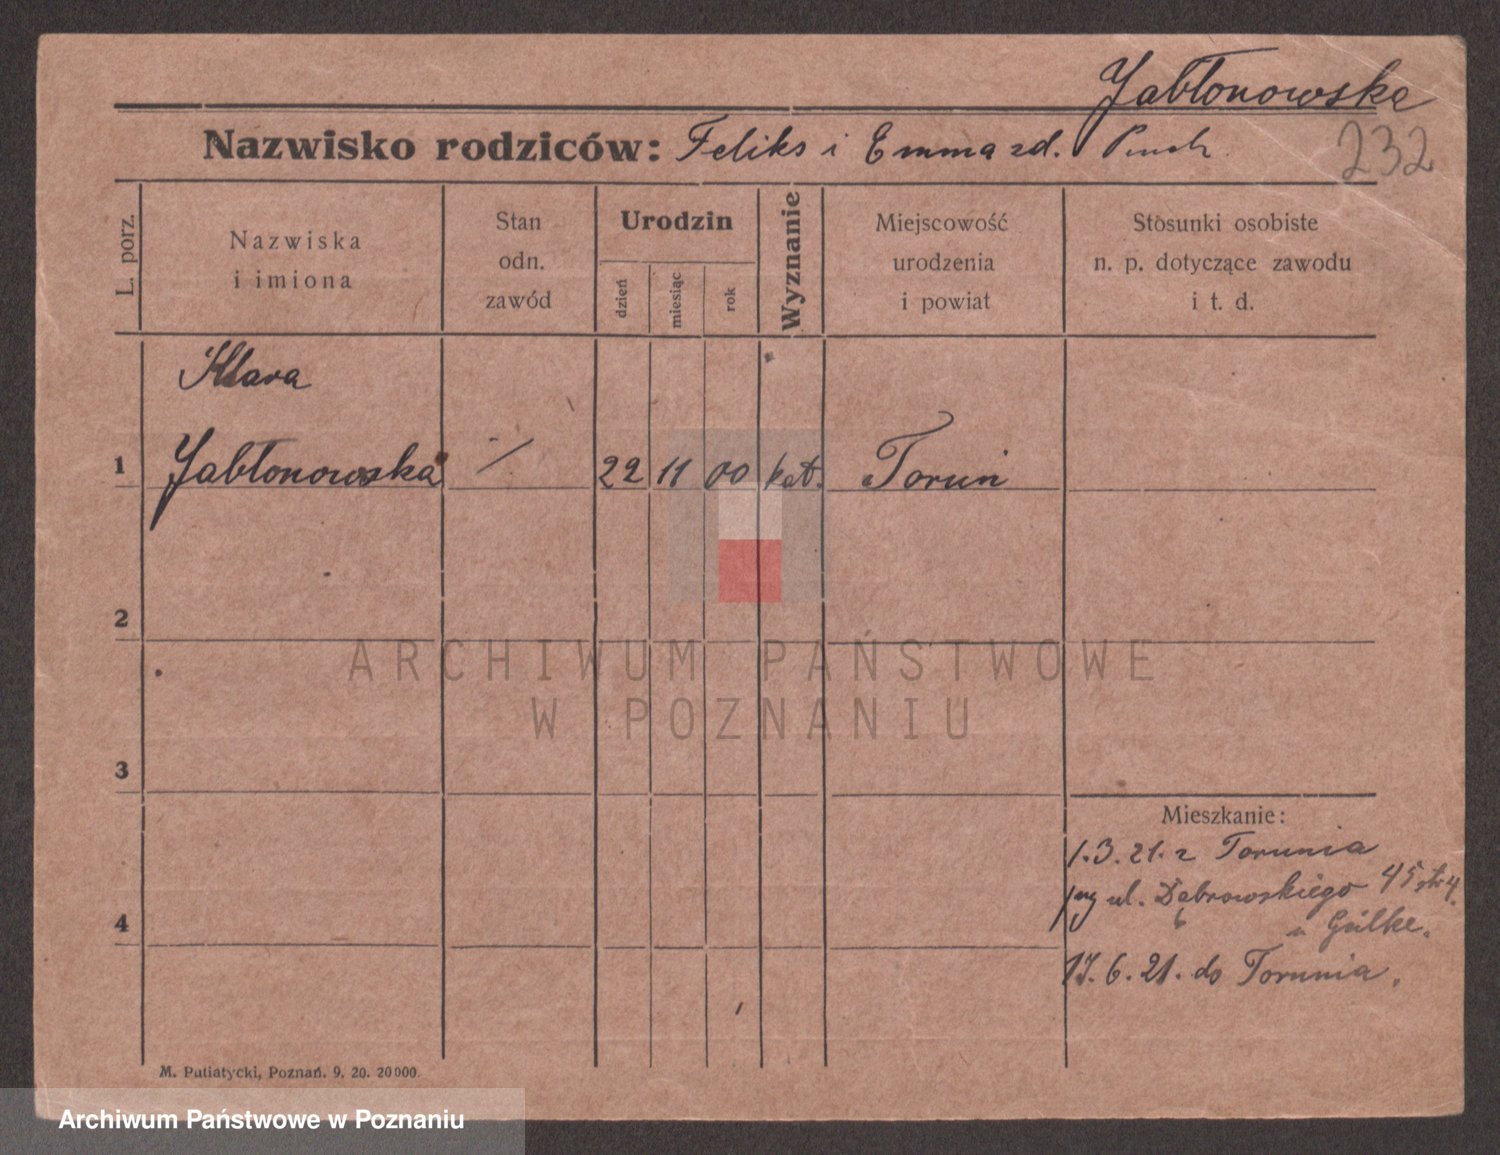 Jabłonowska
Nazwisko rodziców: Feliks i Emma zd.
232
L. porz.
Nazwiska
i imiona
Stan
odn.
zawód
Urodzin
dzień
miesiąc
rok
Wyznanie
Miejscowość
urodzenia
i powiat
Stosunki osobiste
n. p. dotyczące zawodu
i t. d.
Klara
1 Jabłonowska 22 11 00 kat. Toruń
2
3
4
Mieszkanie:
1.3.21. z Torunia
ul. Dąbrowskiego 45
u Gülke.
17.6.21. do Torunia.
M. Putiatycki, Poznań. 9. 20. 20000.
ARCHIWUM PAŃSTWOWE
W POZNANIU
Archiwum Państwowe w Poznaniu